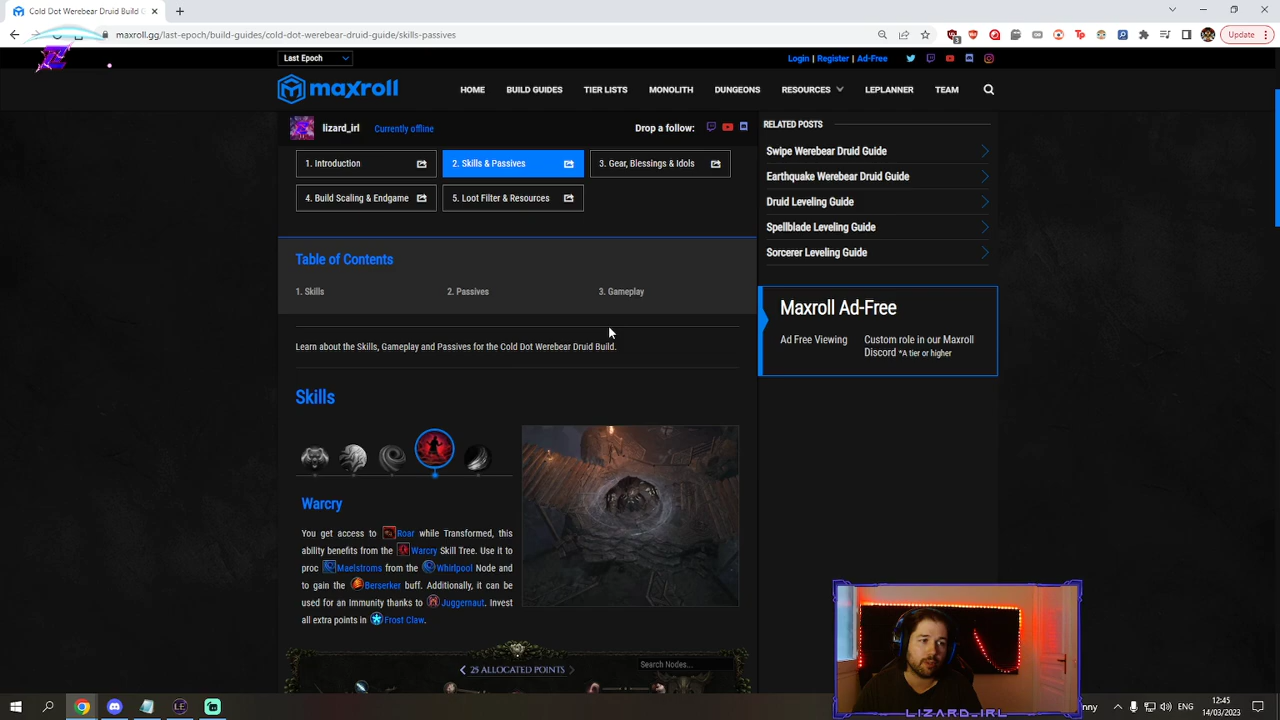 Cold Dot Werebear Druid Build G
maxroll.gg/last-epoch/build-guides/cold-dot-werebear-druid-guide/skills-passives
3
Update
Last Epoch
Login | Register | Ad-Free
maxroll
HOME
BUILD GUIDES
TIER LISTS
MONOLITH
DUNGEONS
RESOURCES
LEPLANNER
TEAM
lizard_irl
Currently offline
Drop a follow:
1. Introduction
2. Skills & Passives
3. Gear, Blessings & Idols
4. Build Scaling & Endgame
5. Loot Filter & Resources
Table of Contents
1. Skills
2. Passives
3. Gameplay
Learn about the Skills, Gameplay and Passives for the Cold Dot Werebear Druid Build.
Skills
Warcry
You get access to Roar while Transformed, this
ability benefits from the Warcry Skill Tree. Use it to
proc Maelstroms from the Whirlpool Node and
to gain the Berserker buff. Additionally, it can be
used for an Immunity thanks to Juggernaut. Invest
all extra points in Frost Claw.
25 ALLOCATED POINTS
Search Nodes...
RELATED POSTS
Swipe Werebear Druid Guide
Earthquake Werebear Druid Guide
Druid Leveling Guide
Spellblade Leveling Guide
Sorcerer Leveling Guide
Maxroll Ad-Free
Ad Free Viewing
Custom role in our Maxroll
Discord *A tier or higher
LIZARD_IRL
nny
ENG
12:45
14/03/2023